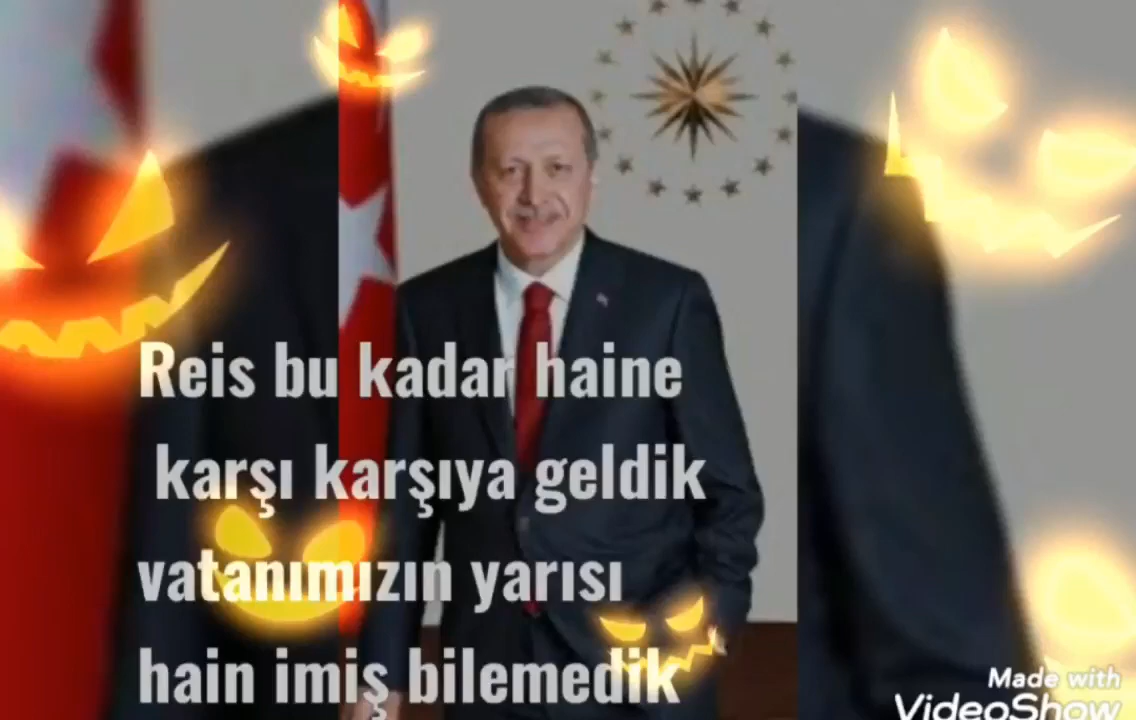 Reis bu kadar haine
karşı karşıya geldik
vatanımızın yarısı
hain imiş bilemedik
Made with
VideoShow